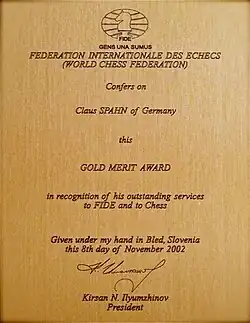 FIDE
GENS UNA SUMUS
FEDERATION INTERNATIONALE DES ECHECS
(WORLD CHESS FEDERATION)
Confers on
Claus SPAHN of Germany
this
GOLD MERIT AWARD
in recognition of his outstanding services
to FIDE and to Chess
Given under my hand in Bled, Slovenia
this 8th day of November 2002
Kirsan N. Ilyumzhinov
President